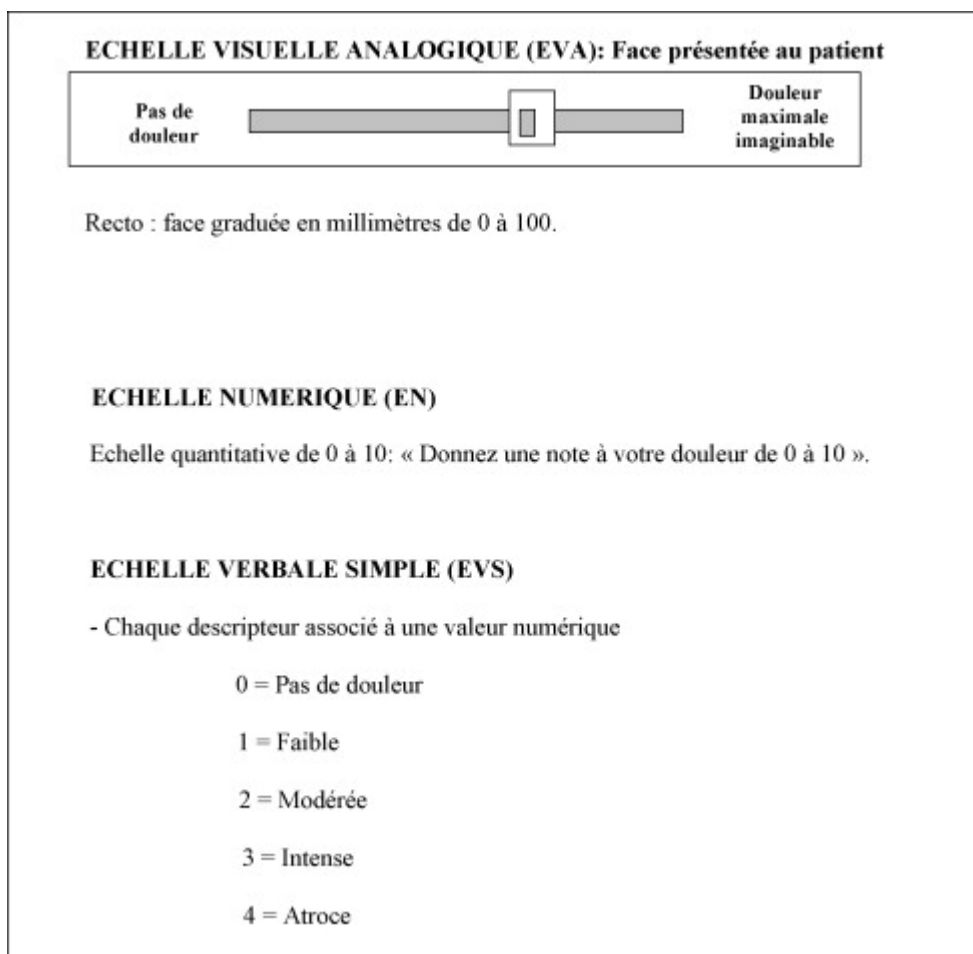 ECHELLE VISUELLE ANALOGIQUE (EVA): Face présentée au patient
Pas de
douleur
Douleur
maximale
imaginable
Recto : face graduée en millimètres de 0 à 100.
ECHELLE NUMERIQUE (EN)
Echelle quantitative de 0 à 10: « Donnez une note à votre douleur de 0 à 10 ».
ECHELLE VERBALE SIMPLE (EVS)
- Chaque descripteur associé à une valeur numérique
0 = Pas de douleur
1 = Faible
2 = Modérée
3 = Intense
4 = Atroce